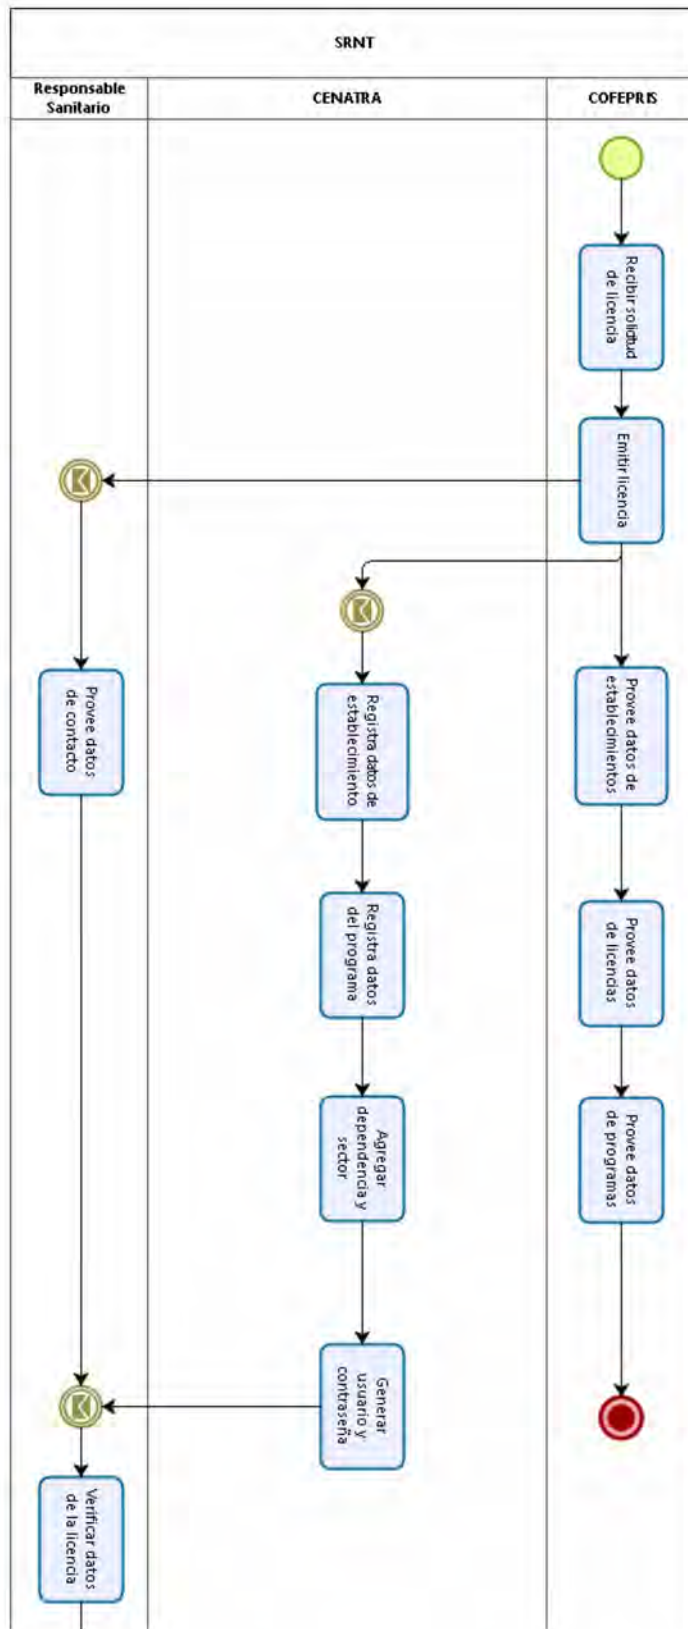 SRNT
Responsable
Sanitario
CENATRA
COFEPRIS
Recibir solicitud
de licencia
Emitir licencia
Provee datos
de contacto
Registra datos de
establecimiento
Provee datos de
establecimientos
Registra datos
del programa
Provee datos
de licencias
Agregar
dependencia y
sector
Provee datos
de programas
Generar
usuario y
contraseña
Verificar datos
de la licencia